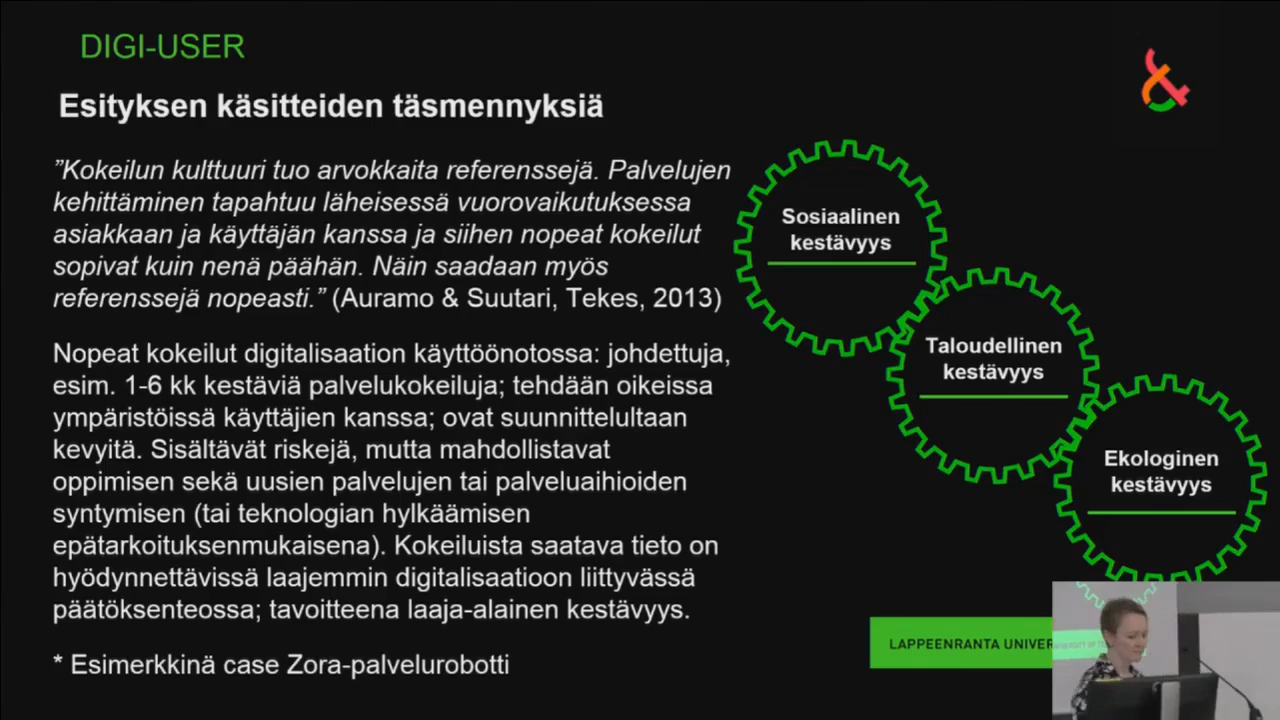 DIGI-USER
Esityksen käsitteiden täsmennyksiä
”Kokeilun kulttuuri tuo arvokkaita referenssejä. Palvelujen
kehittäminen tapahtuu läheisessä vuorovaikutuksessa
asiakkaan ja käyttäjän kanssa ja siihen nopeat kokeilut
sopivat kuin nenä päähän. Näin saadaan myös
referenssejä nopeasti.” (Auramo & Suutari, Tekes, 2013)
Nopeat kokeilut digitalisaation käyttöönotossa: johdettuja,
esim. 1-6 kk kestäviä palvelukokeiluja; tehdään oikeissa
ympäristöissä käyttäjien kanssa; ovat suunnittelultaan
kevyitä. Sisältävät riskejä, mutta mahdollistavat
oppimisen sekä uusien palvelujen tai palveluaihioiden
syntymisen (tai teknologian hylkäämisen
epätarkoituksenmukaisena). Kokeiluista saatava tieto on
hyödynnettävissä laajemmin digitalisaatioon liittyvässä
päätöksenteossa; tavoitteena laaja-alainen kestävyys.
* Esimerkkinä case Zora-palvelurobotti
&
Sosiaalinen
kestävyys
Taloudellinen
kestävyys
Ekologinen
kestävyys
LAPPEENRANTA UNIVER